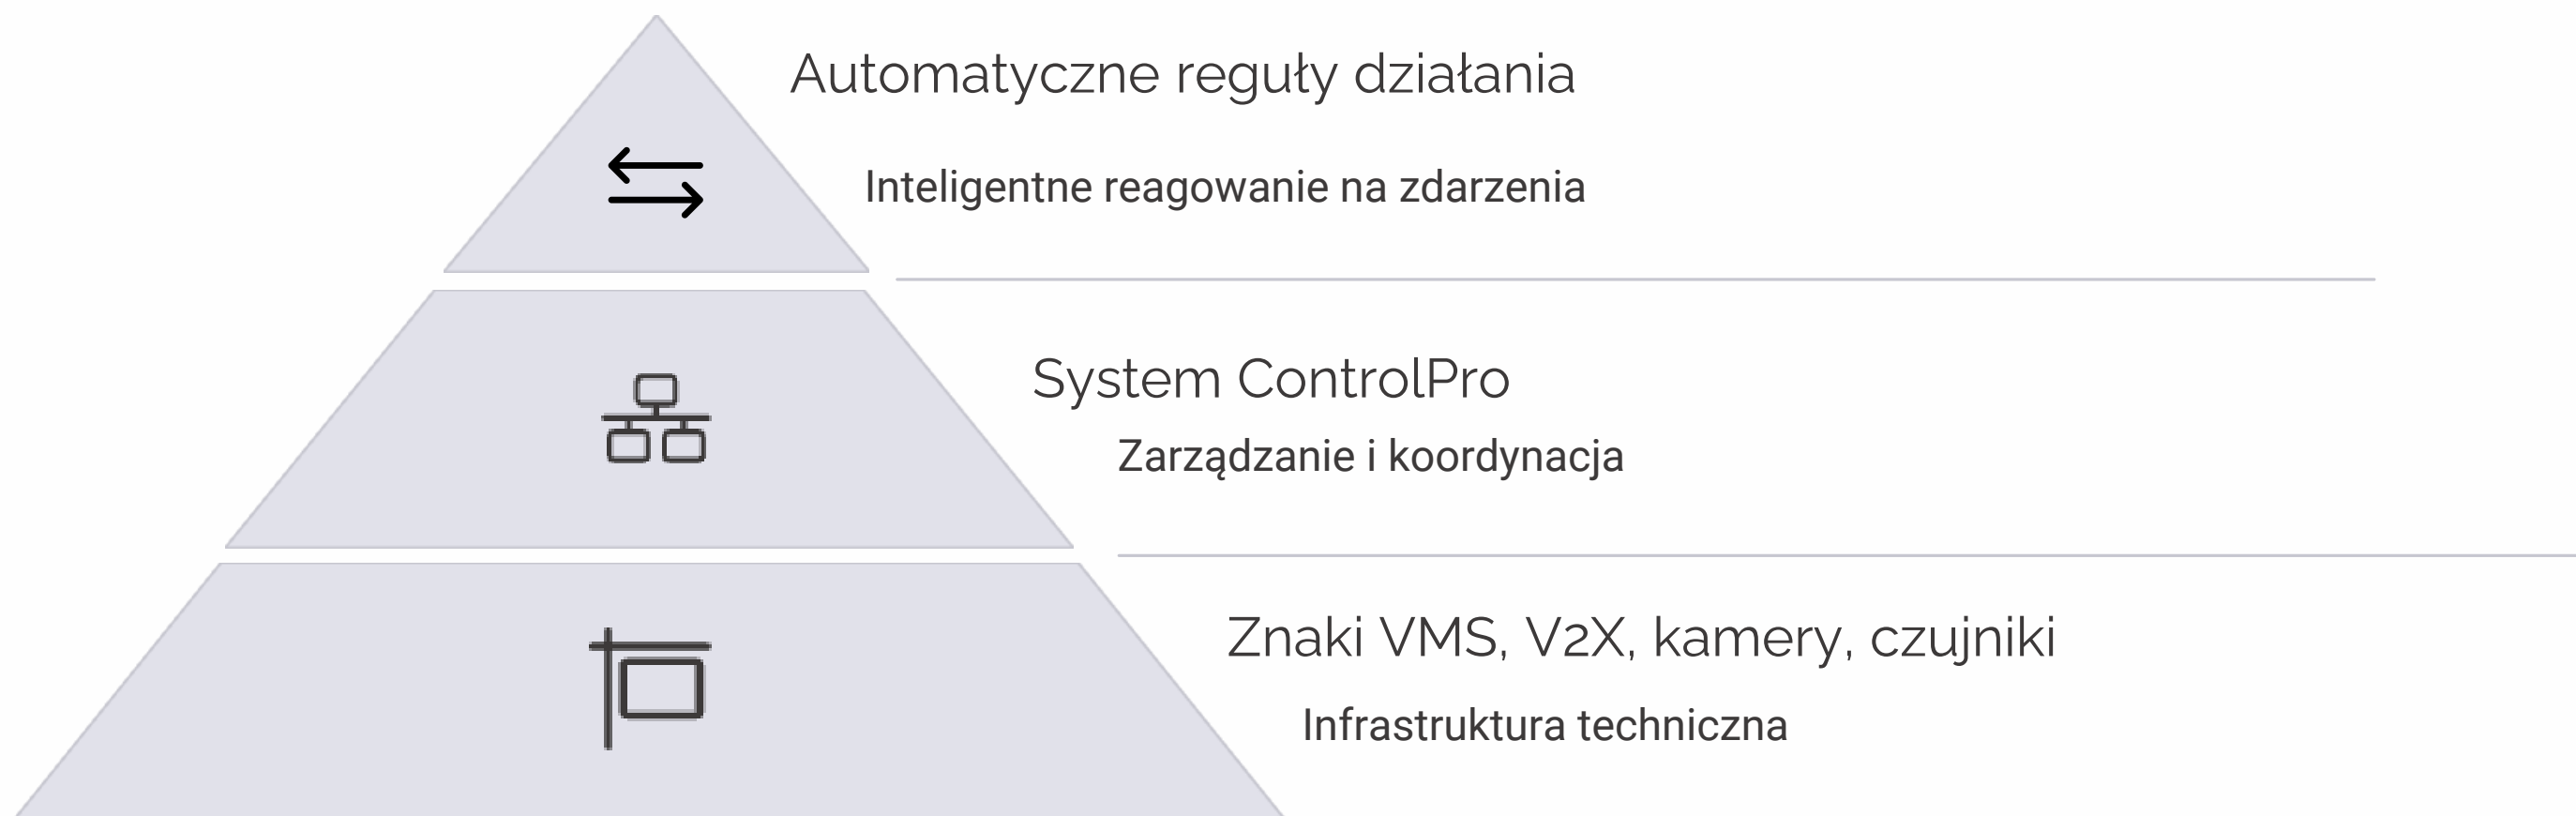 Automatyczne reguły działania
Inteligentne reagowanie na zdarzenia
System ControlPro
Zarządzanie i koordynacja
Znaki VMS, V2X, kamery, czujniki
Infrastruktura techniczna